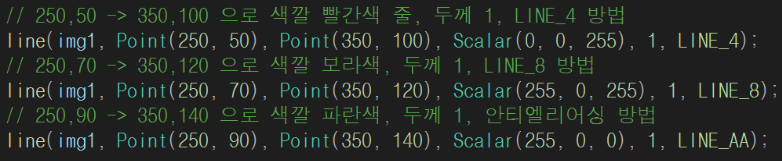 // 250,50 -> 350,100 으로 색깔 빨간색 줄, 두께 1, LINE_4 방법
line(img1, Point(250, 50), Point(350, 100), Scalar(0, 0, 255), 1, LINE_4);
// 250,70 -> 350,120 으로 색깔 보라색, 두께 1, LINE_8 방법
line(img1, Point(250, 70), Point(350, 120), Scalar(255, 0, 255), 1, LINE_8);
// 250,90 -> 350,140 으로 색깔 파란색, 두께 1, 안티엘리어싱 방법
line(img1, Point(250, 90), Point(350, 140), Scalar(255, 0, 0), 1, LINE_AA);